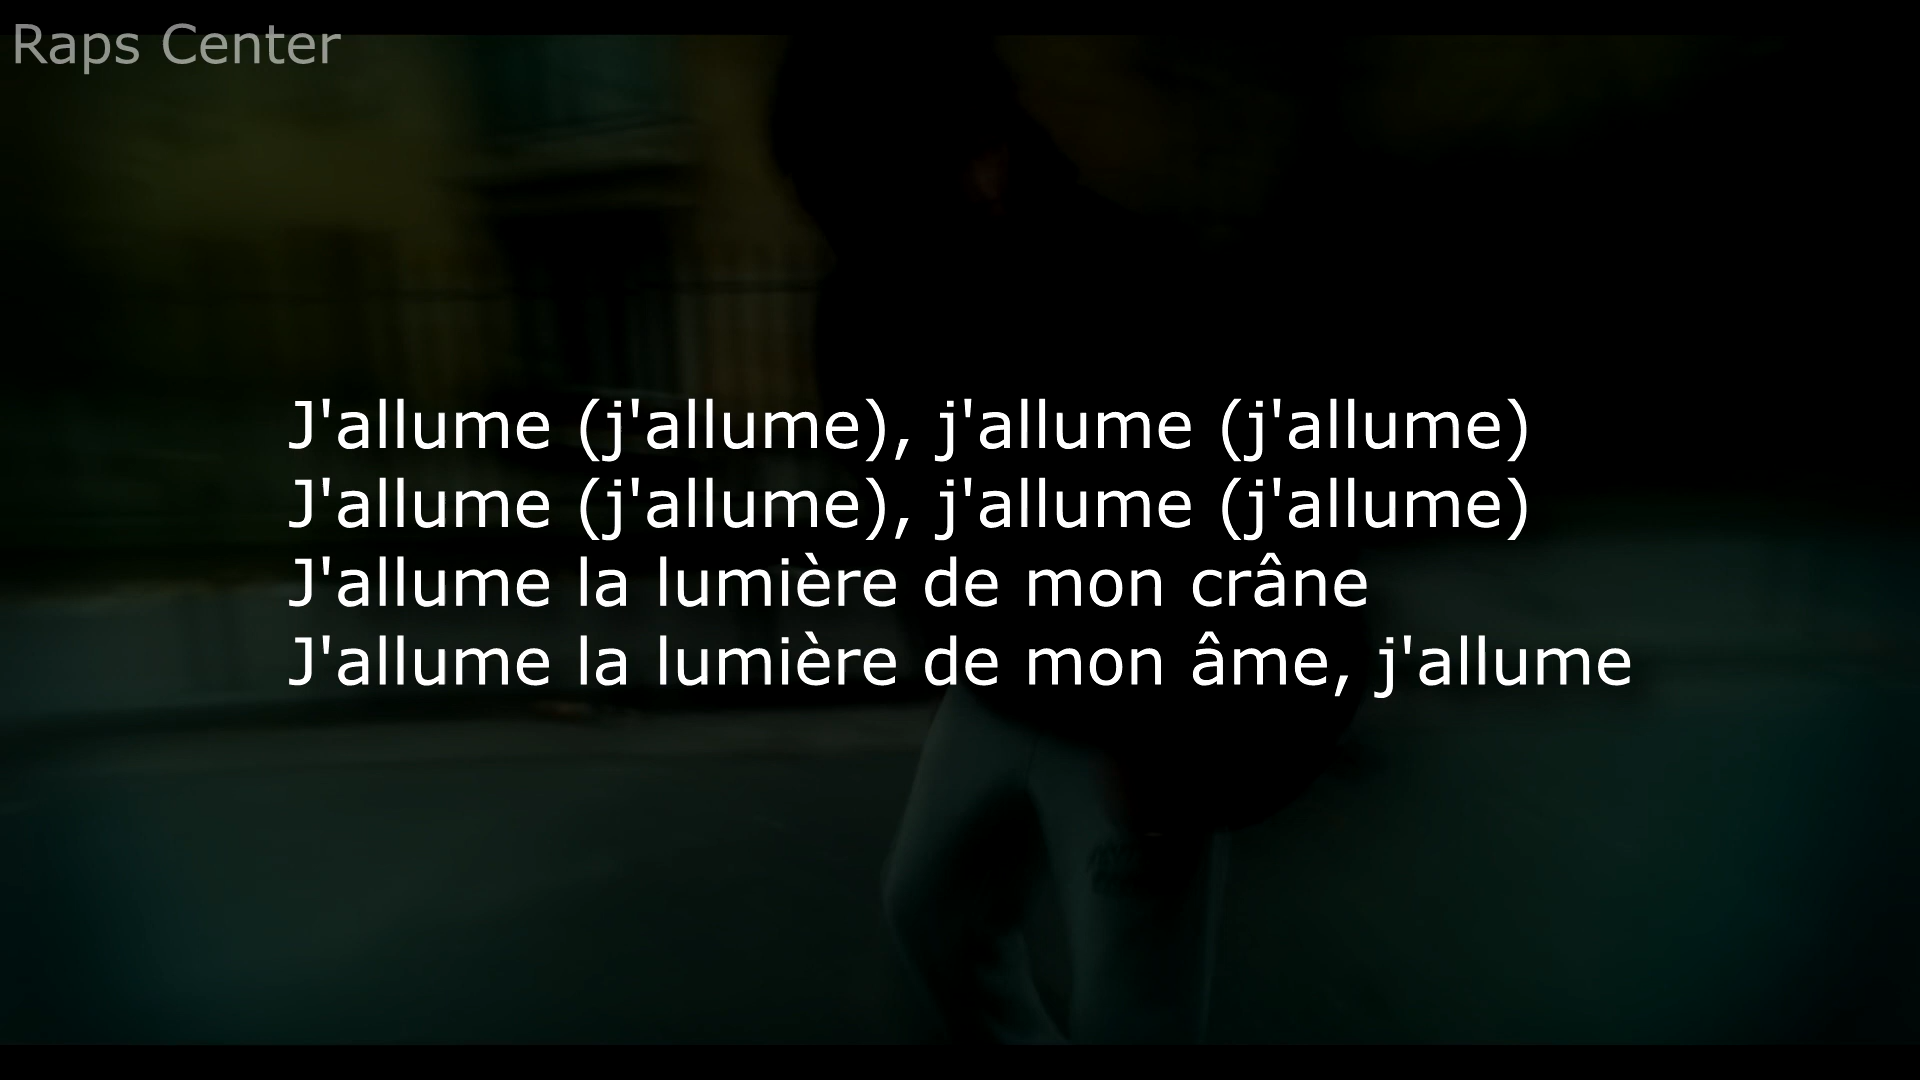 Raps Center
J'allume (j'allume), j'allume (j'allume)
J'allume (j'allume), j'allume (j'allume)
J'allume la lumière de mon crâne
J'allume la lumière de mon âme, j'allume